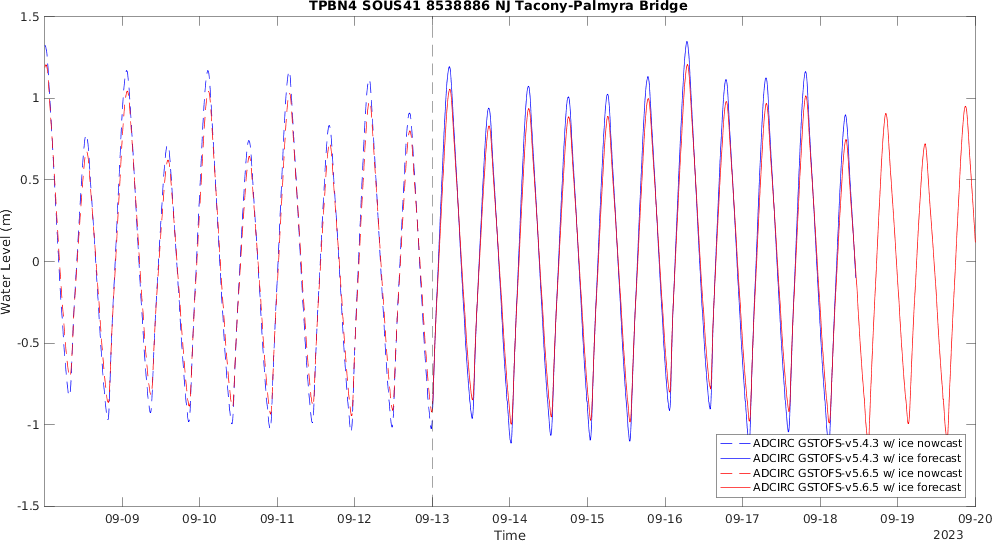 TPBN4 SOUS41 8538886 NJ Tacony-Palmyra Bridge
1.5
1
0.5
0
-0.5
-1
-1.5
Water Level (m)
ADCIRC GSTOFS-v5.4.3 w/ ice nowcast
ADCIRC GSTOFS-v5.4.3 w/ ice forecast
ADCIRC GSTOFS-v5.6.5 w/ ice nowcast
ADCIRC GSTOFS-v5.6.5 w/ ice forecast
09-09 09-10 09-11 09-12 09-13 09-14 09-15 09-16 09-17 09-18 09-19 09-20
Time
2023